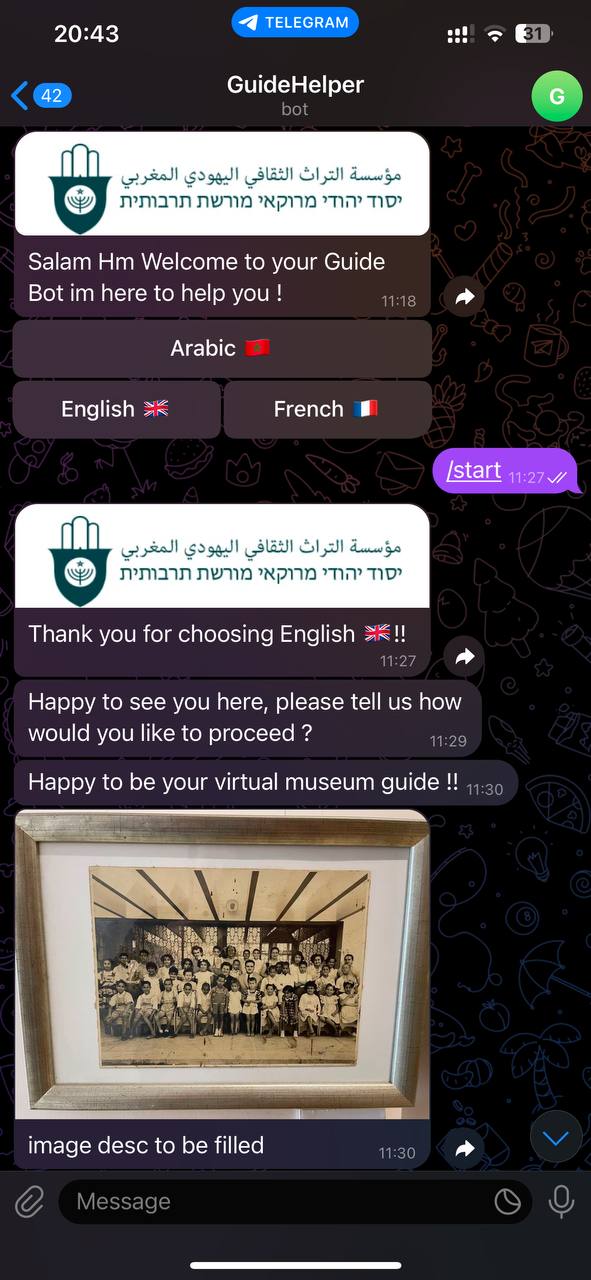 20:43
TELEGRAM
31
42
GuideHelper
bot
G
مؤسسة التراث الثقافي اليهودي المغربي
יסוד יהודי מרוקאי מורשת תרבותית
Salam Hm Welcome to your Guide
Bot im here to help you !
11:18
Arabic 🇲🇦
English 🇬🇧
French 🇫🇷
/start 11:27
مؤسسة التراث الثقافي اليهودي المغربي
יסוד יהודי מרוקאי מורשת תרבותית
Thank you for choosing English 🇬🇧!!
11:27
Happy to see you here, please tell us how
would you like to proceed ?
11:29
Happy to be your virtual museum guide !! 11:30
image desc to be filled
11:30
Message